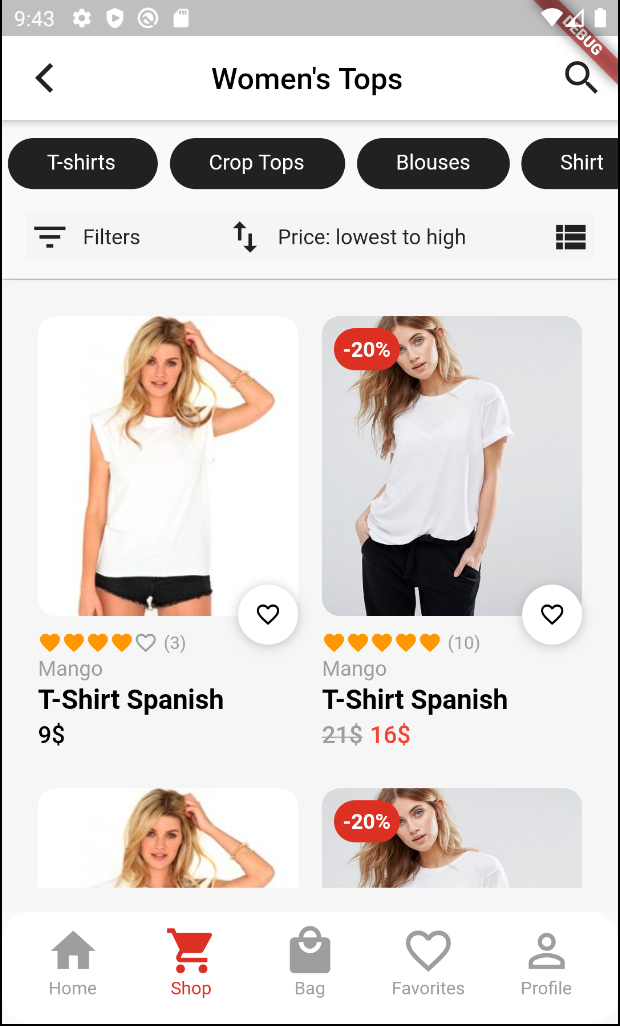 9:43
DEBUG
Women's Tops
T-shirts Crop Tops Blouses Shirt
Filters Price: lowest to high
-20%
(3) (10)
Mango Mango
T-Shirt Spanish T-Shirt Spanish
9$ 21$ 16$
-20%
Home Shop Bag Favorites Profile